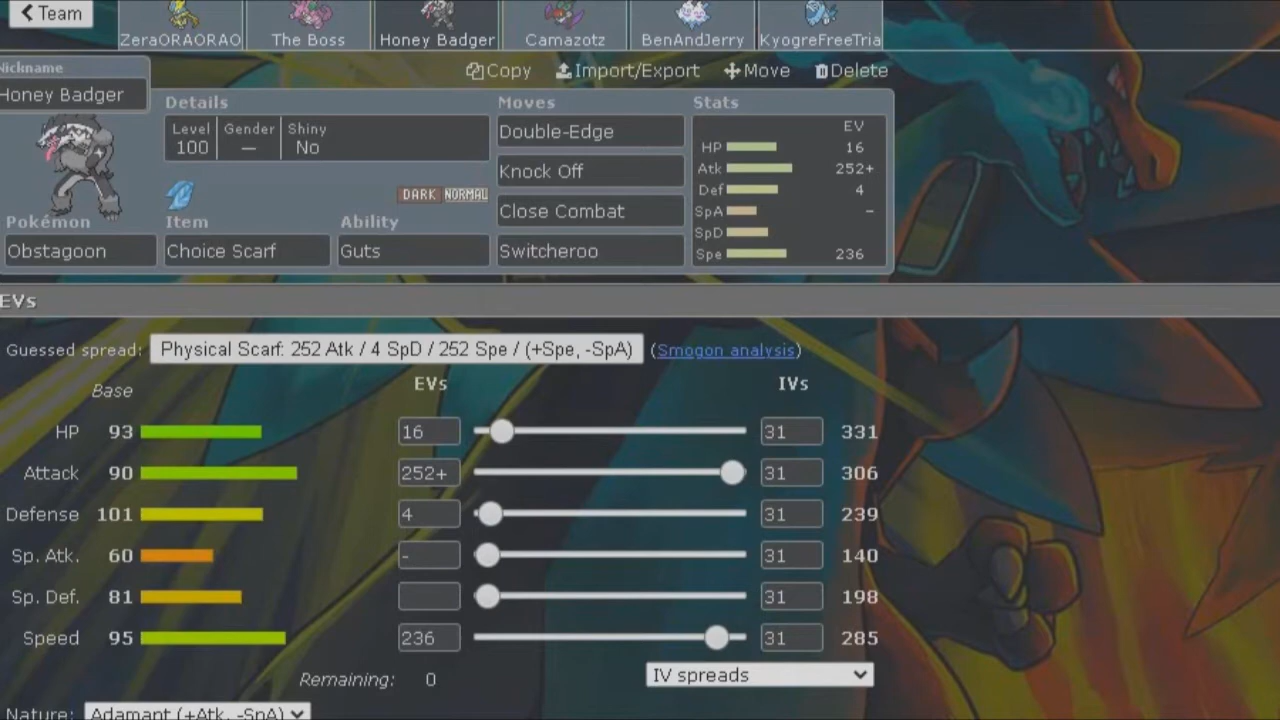 Team
ZeraORAORAO The Boss Honey Badger Camazotz BenAndJerry KyogreFreeTria
Copy Import/Export Move Delete
Nickname
Honey Badger
Details Moves Stats
Level Gender Shiny
100 — No
Double-Edge
EV
HP 16
Atk 252+
Knock Off
Def 4
DARK NORMAL
SpA –
Close Combat
Pokémon Item Ability
SpD
Obstagoon Choice Scarf Guts Switcheroo
Spe 236
EVs
Guessed spread: Physical Scarf: 252 Atk / 4 SpD / 252 Spe / (+Spe, -SpA) (Smogon analysis)
Base EVs IVs
HP 93 16 31 331
Attack 90 252+ 31 306
Defense 101 4 31 239
Sp. Atk. 60 - 31 140
Sp. Def. 81 31 198
Speed 95 236 31 285
Remaining: 0 IV spreads
Nature: Adamant (+Atk, -SpA)